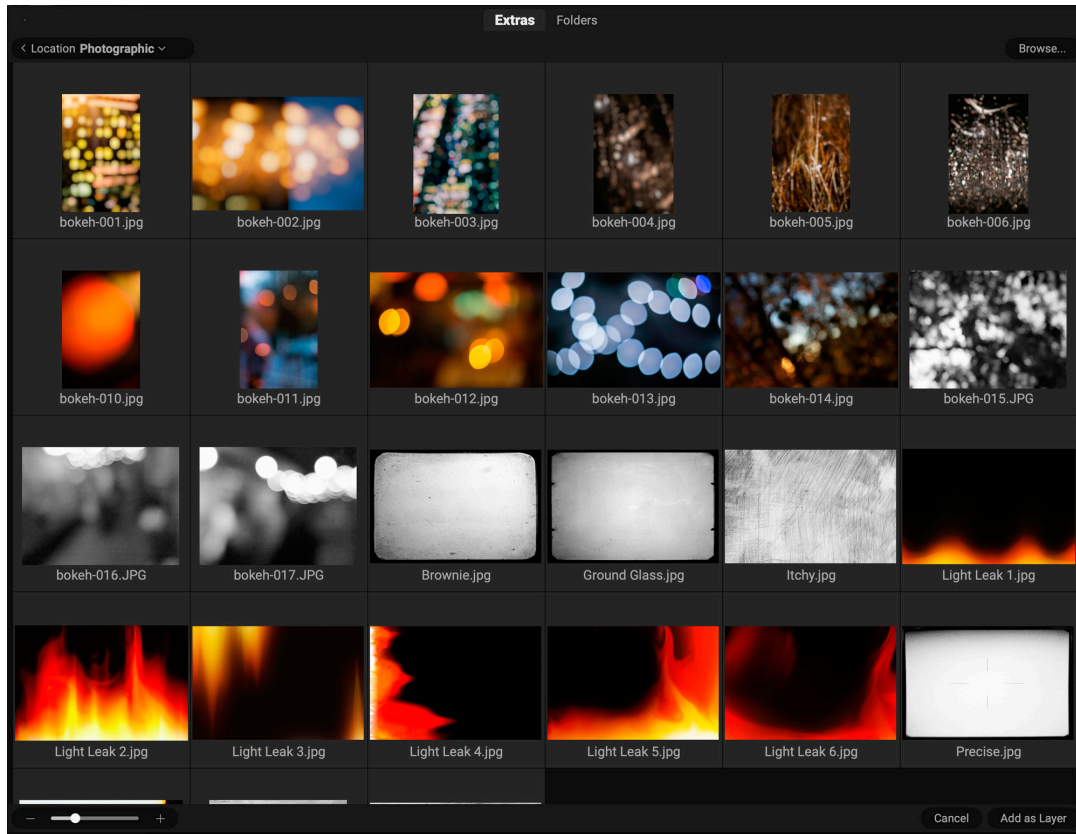 Extras Folders
Location Photographic Browse...
bokeh-001.jpg bokeh-002.jpg bokeh-003.jpg bokeh-004.jpg bokeh-005.jpg bokeh-006.jpg
bokeh-010.jpg bokeh-011.jpg bokeh-012.jpg bokeh-013.jpg bokeh-014.jpg bokeh-015.JPG
bokeh-016.JPG bokeh-017.JPG Brownie.jpg Ground Glass.jpg Itchy.jpg Light Leak 1.jpg
Light Leak 2.jpg Light Leak 3.jpg Light Leak 4.jpg Light Leak 5.jpg Light Leak 6.jpg Precise.jpg
Cancel Add as Layer